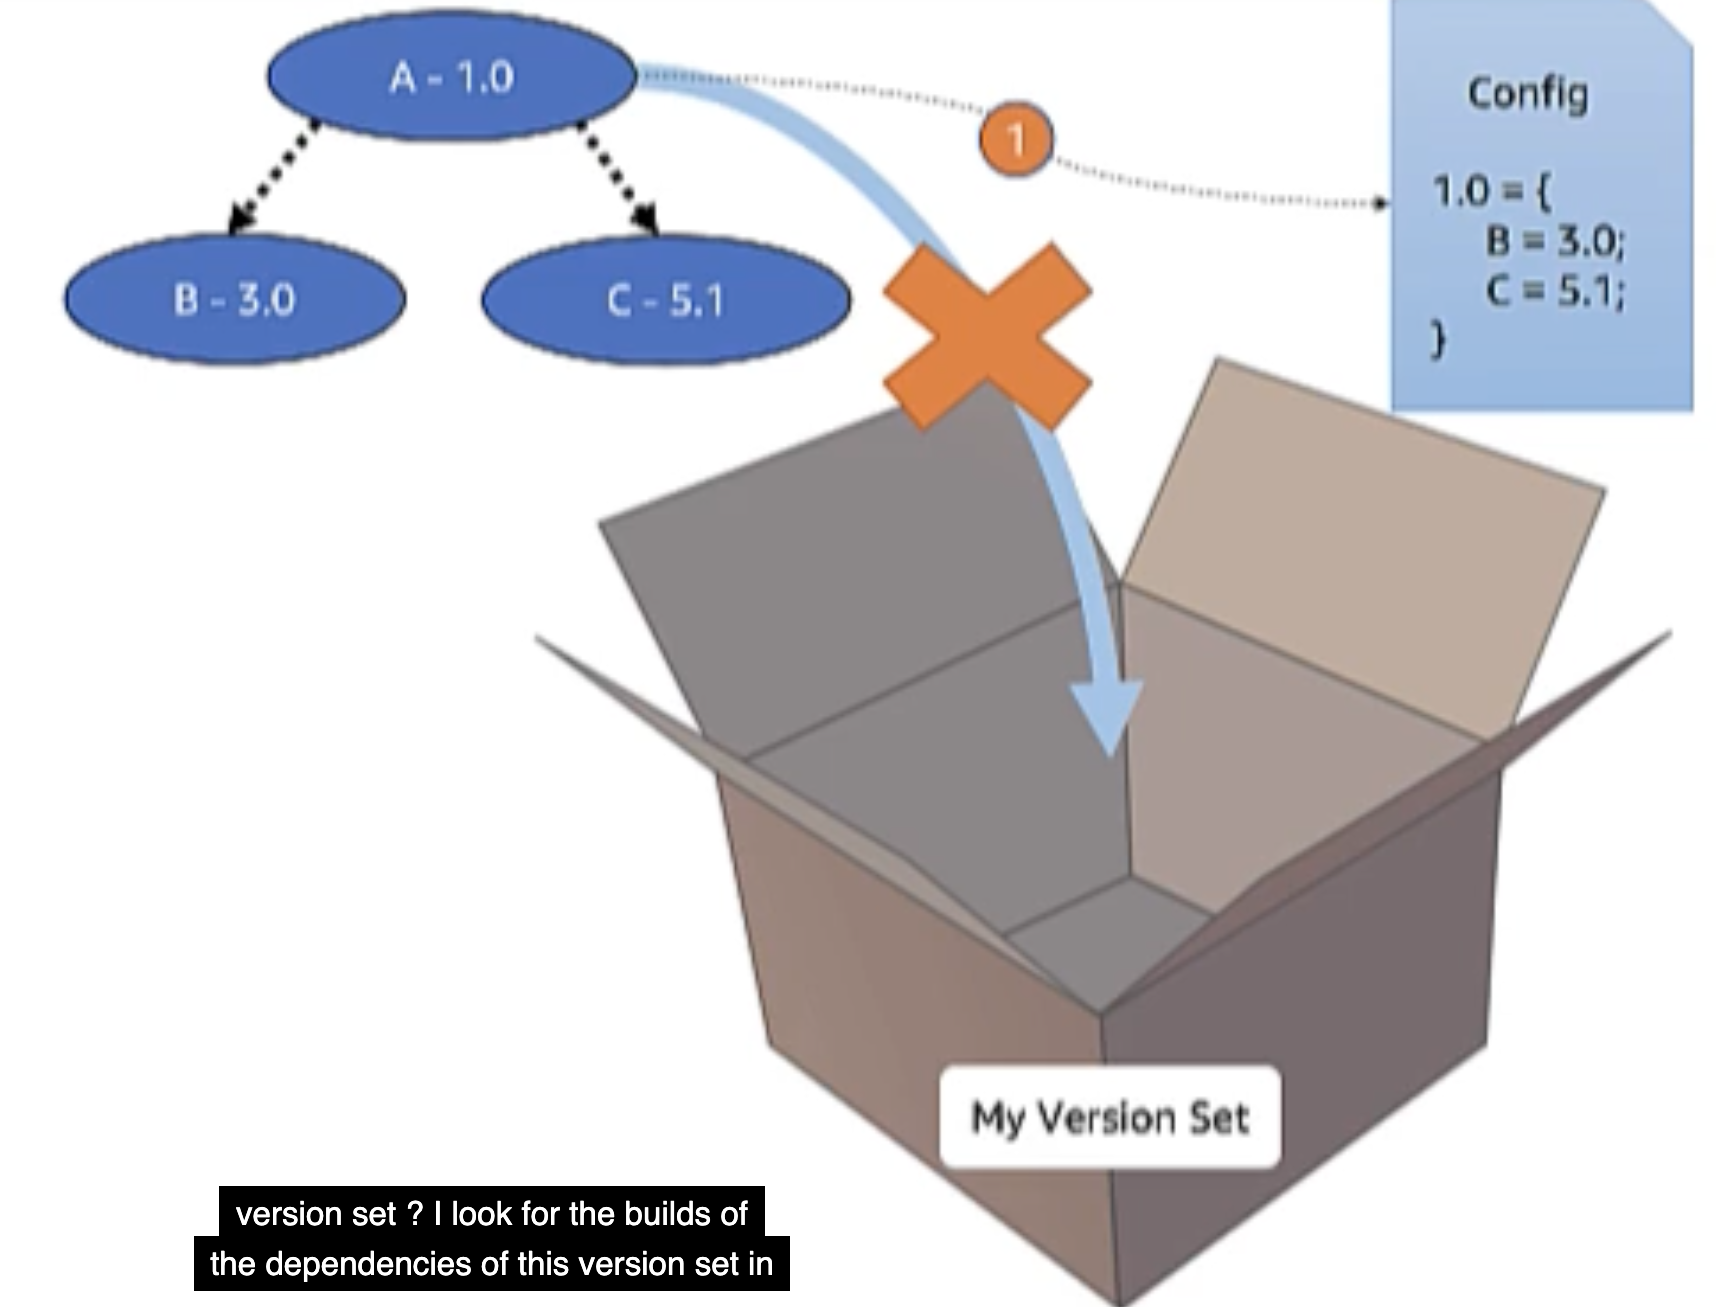 A - 1.0
1
Config
1.0 = {
B = 3.0;
C = 5.1;
}
B - 3.0
C - 5.1
My Version Set
version set ? I look for the builds of
the dependencies of this version set in